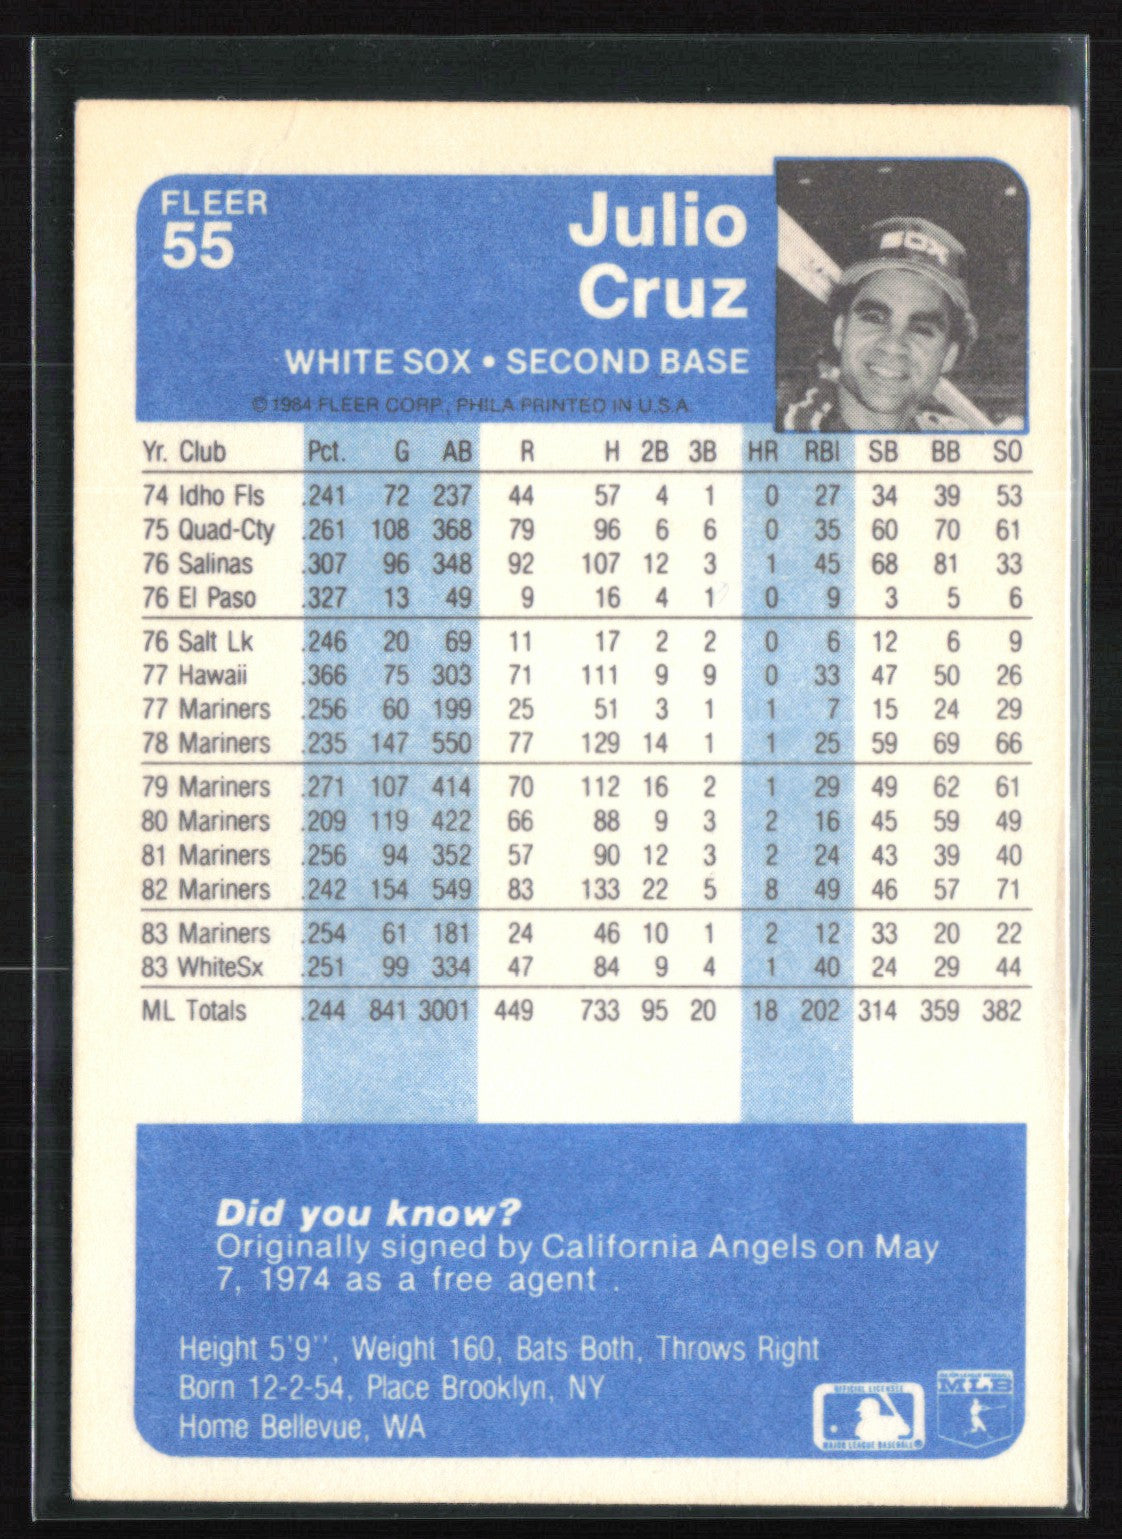 FLEER
55
Julio
Cruz
SOX
WHITE SOX • SECOND BASE
© 1984 FLEER CORP., PHILA PRINTED IN U.S.A.
Yr. Club Pct. G AB R H 2B 3B HR RBI SB BB SO
74 Idho Fls .241 72 237 44 57 4 1 0 27 34 39 53
75 Quad-Cty .261 108 368 79 96 6 6 0 35 60 70 61
76 Salinas .307 96 348 92 107 12 3 1 45 68 81 33
76 El Paso .327 13 49 9 16 4 1 0 9 3 5 6
76 Salt Lk .246 20 69 11 17 2 2 0 6 12 6 9
77 Hawaii .366 75 303 71 111 9 9 0 33 47 50 26
77 Mariners .256 60 199 25 51 3 1 1 7 15 24 29
78 Mariners .235 147 550 77 129 14 1 1 25 59 69 66
79 Mariners .271 107 414 70 112 16 2 1 29 49 62 61
80 Mariners .209 119 422 66 88 9 3 2 16 45 59 49
81 Mariners .256 94 352 57 90 12 3 2 24 43 39 40
82 Mariners .242 154 549 83 133 22 5 8 49 46 57 71
83 Mariners .254 61 181 24 46 10 1 2 12 33 20 22
83 WhiteSx .251 99 334 47 84 9 4 1 40 24 29 44
ML Totals .244 841 3001 449 733 95 20 18 202 314 359 382
Did you know?
Originally signed by California Angels on May
7, 1974 as a free agent .
Height 5'9'', Weight 160, Bats Both, Throws Right
Born 12-2-54, Place Brooklyn, NY
Home Bellevue, WA
OFFICIAL LICENSEE
MAJOR LEAGUE BASEBALL®
MAJOR LEAGUE BASEBALL
MLB